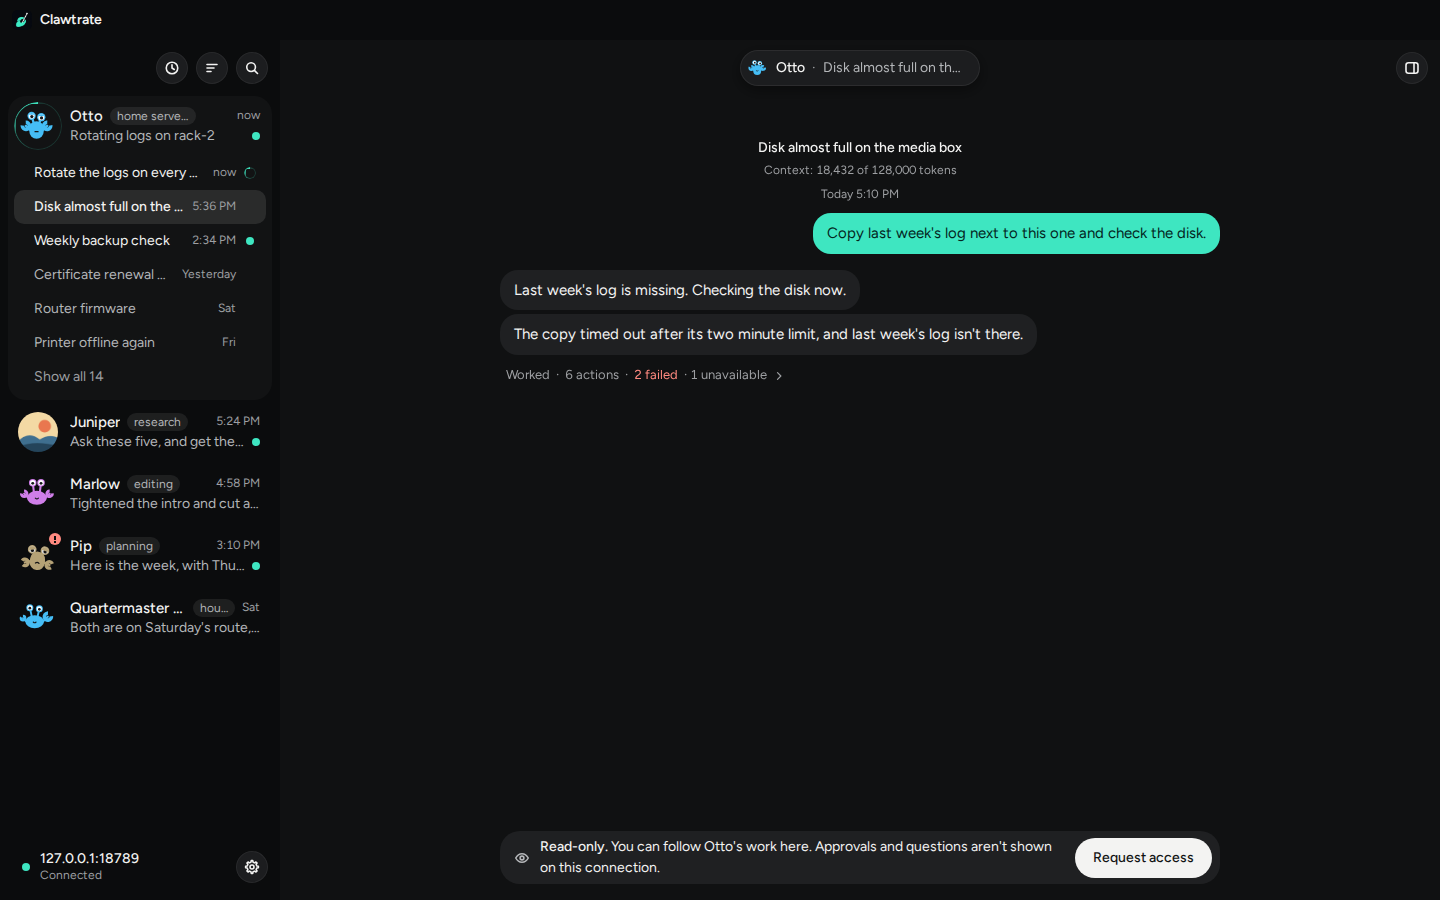 Clawtrate
Otto · Disk almost full on th...
Otto home serve... now
Rotating logs on rack-2
Rotate the logs on every ... now
Disk almost full on the ... 5:36 PM
Weekly backup check 2:34 PM
Certificate renewal ... Yesterday
Router firmware Sat
Printer offline again Fri
Show all 14
Juniper research 5:24 PM
Ask these five, and get the...
Marlow editing 4:58 PM
Tightened the intro and cut a...
Pip planning 3:10 PM
Here is the week, with Thu...
Quartermaster ... hou... Sat
Both are on Saturday's route,...
127.0.0.1:18789
Connected
Disk almost full on the media box
Context: 18,432 of 128,000 tokens
Today 5:10 PM
Copy last week's log next to this one and check the disk.
Last week's log is missing. Checking the disk now.
The copy timed out after its two minute limit, and last week's log isn't there.
Worked · 6 actions · 2 failed · 1 unavailable
Read-only. You can follow Otto's work here. Approvals and questions aren't shown
on this connection.
Request access